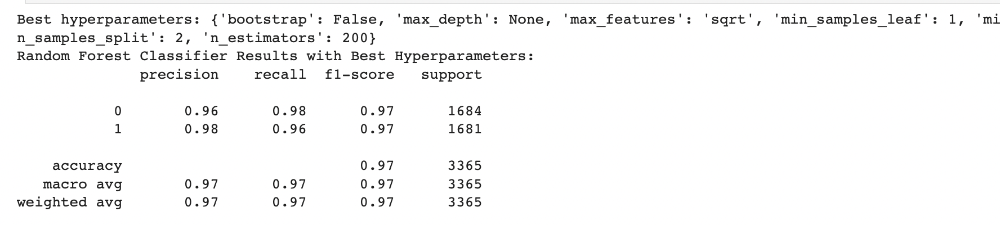 Best hyperparameters: {'bootstrap': False, 'max_depth': None, 'max_features': 'sqrt', 'min_samples_leaf': 1, 'mi
n_samples_split': 2, 'n_estimators': 200}
Random Forest Classifier Results with Best Hyperparameters:
precision recall f1-score support
0 0.96 0.98 0.97 1684
1 0.98 0.96 0.97 1681
accuracy 0.97 3365
macro avg 0.97 0.97 0.97 3365
weighted avg 0.97 0.97 0.97 3365